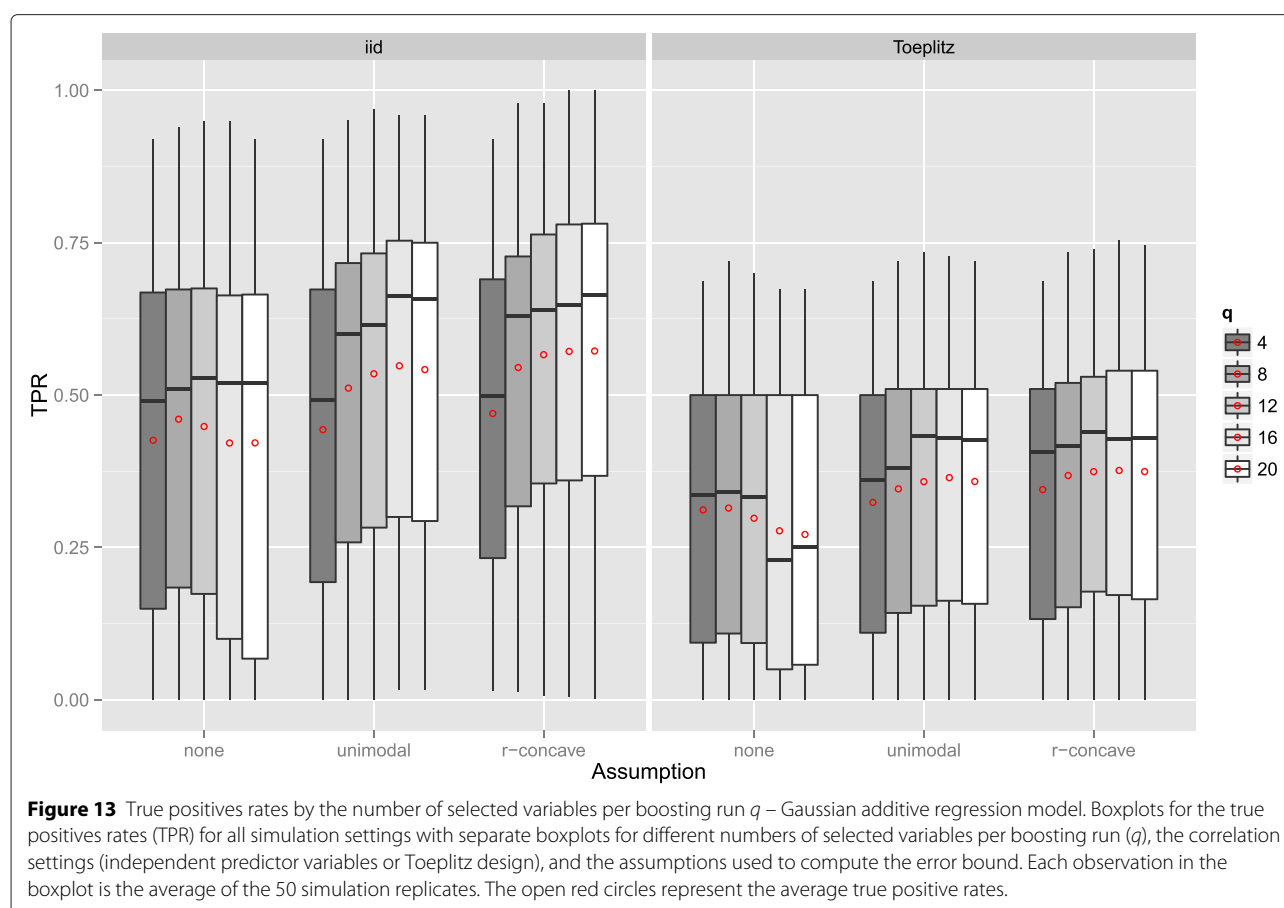 iid
Toeplitz
1.00
0.75
0.50
0.25
0.00
TPR
none
unimodal
r−concave
none
unimodal
r−concave
Assumption
q
4
8
12
16
20
Figure 13 True positives rates by the number of selected variables per boosting run q – Gaussian additive regression model. Boxplots for the true
positives rates (TPR) for all simulation settings with separate boxplots for different numbers of selected variables per boosting run (q), the correlation
settings (independent predictor variables or Toeplitz design), and the assumptions used to compute the error bound. Each observation in the
boxplot is the average of the 50 simulation replicates. The open red circles represent the average true positive rates.